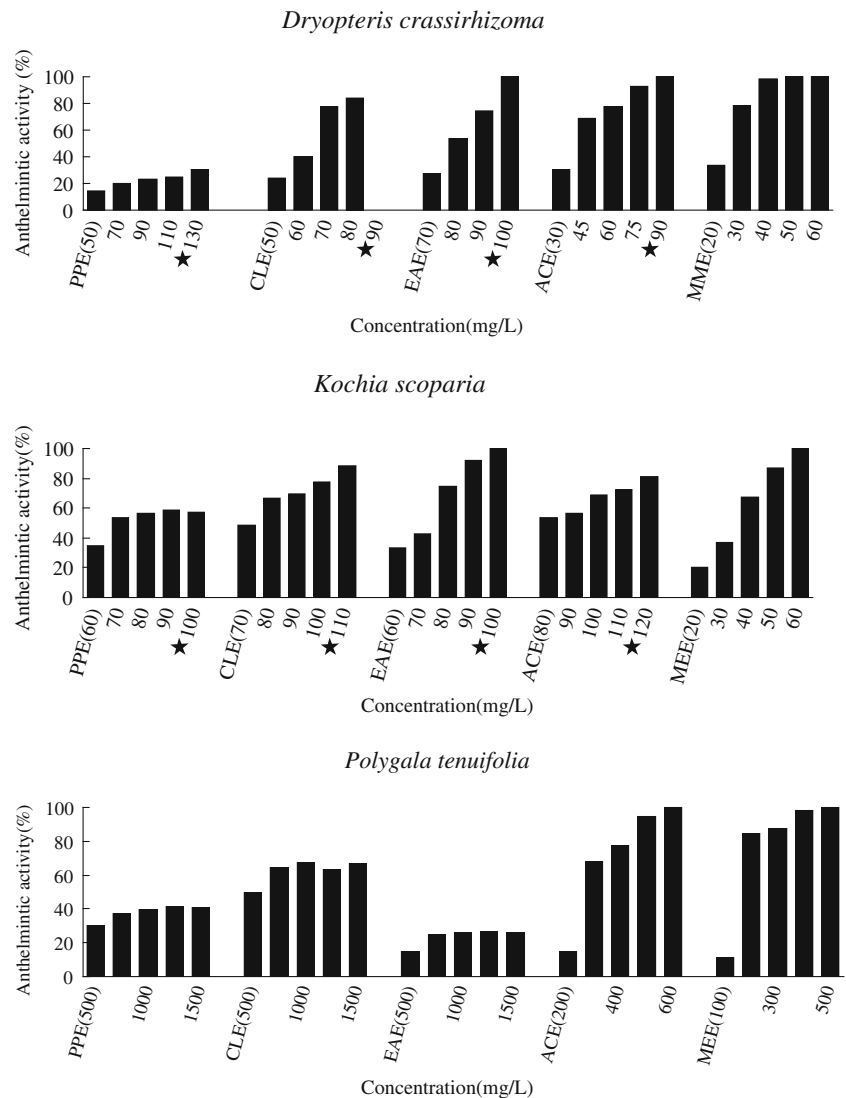 Dryopteris crassirhizoma
Anthelmintic activity (%)
100
80
60
40
20
0
PPE(50) 70 90 110 ★130 CLE(50) 60 70 80 ★90 EAE(70) 80 90 ★100 ACE(30) 45 60 75 ★90 MME(20) 30 40 50 60
Concentration(mg/L)
Kochia scoparia
Anthelmintic activity(%)
100
80
60
40
20
0
PPE(60) 70 80 90 ★100 CLE(70) 80 90 100 ★110 EAE(60) 70 80 90 ★100 ACE(80) 90 100 110 ★120 MEE(20) 30 40 50 60
Concentration(mg/L)
Polygala tenuifolia
Anthelmintic activity(%)
100
80
60
40
20
0
PPE(500) 1000 1500 CLE(500) 1000 1500 EAE(500) 1000 1500 ACE(200) 400 600 MEE(100) 300 500
Concentration(mg/L)